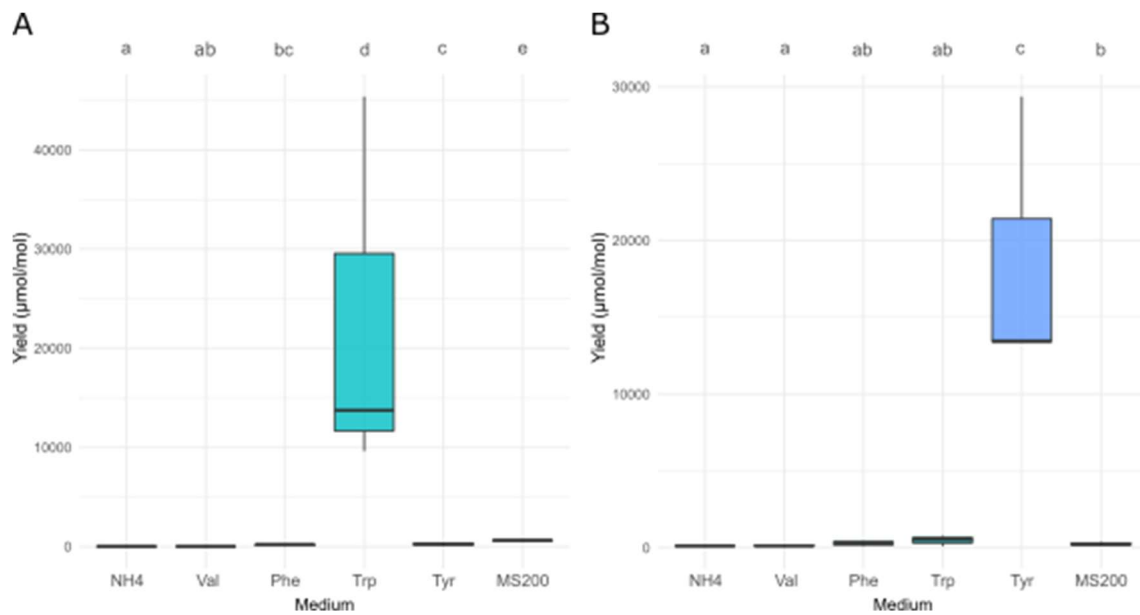 A
a ab bc d c e
Yield (µmol/mol)
40000
30000
20000
10000
0
NH4 Val Phe Trp Tyr MS200
Medium
B
a a ab ab c b
Yield (µmol/mol)
30000
20000
10000
0
NH4 Val Phe Trp Tyr MS200
Medium